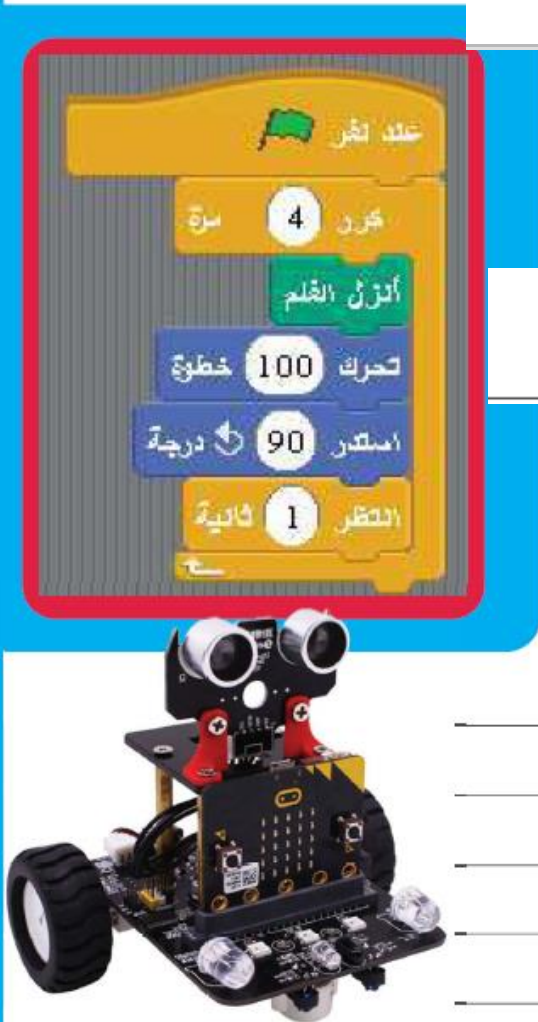 عند نقر
كرر 4 مرة
أنزل القلم
تحرك 100 خطوة
استدر 90 درجة
انتظر 1 ثانية